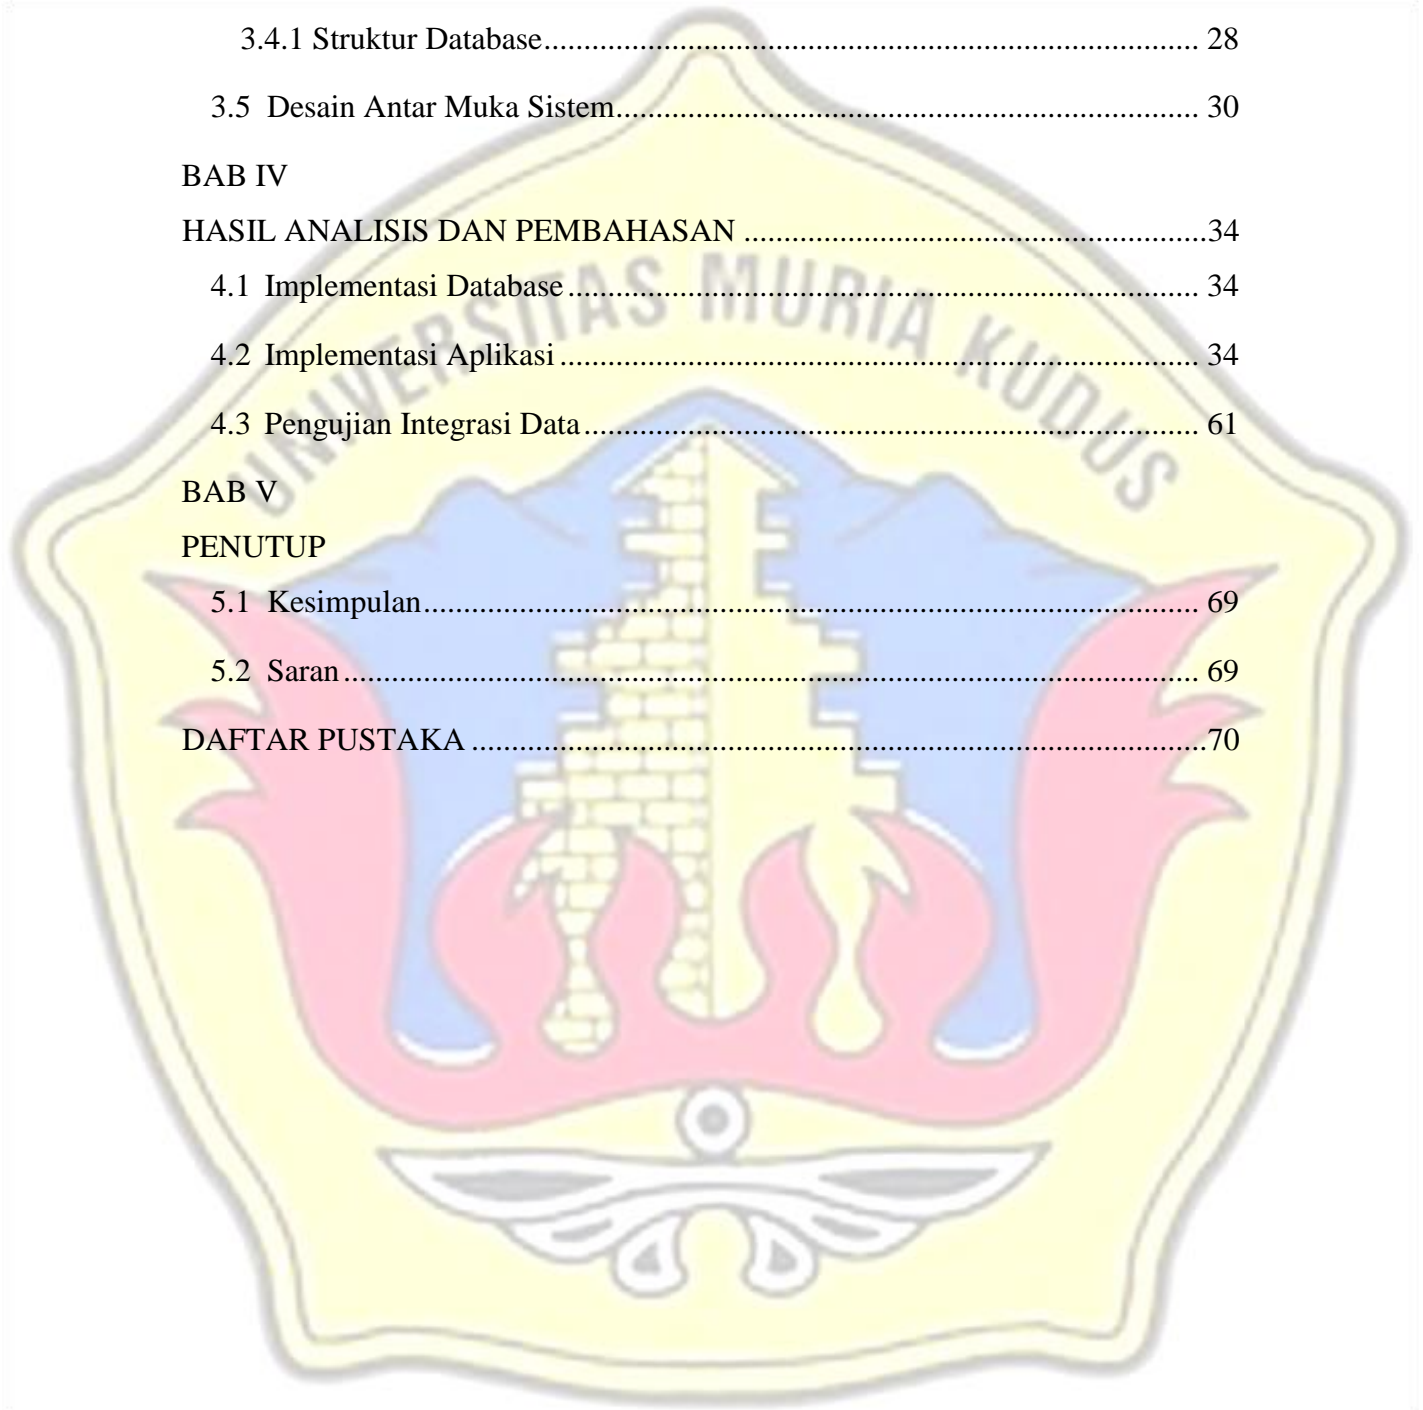 3.4.1 Struktur Database.................................................................................. 28
3.5 Desain Antar Muka Sistem......................................................................... 30
BAB IV
HASIL ANALISIS DAN PEMBAHASAN ..........................................................34
4.1 Implementasi Database............................................................................... 34
4.2 Implementasi Aplikasi................................................................................ 34
4.3 Pengujian Integrasi Data............................................................................. 61
BAB V
PENUTUP
5.1 Kesimpulan................................................................................................. 69
5.2 Saran........................................................................................................... 69
DAFTAR PUSTAKA ............................................................................................70
UNIVERSITAS MURIA KUDUS